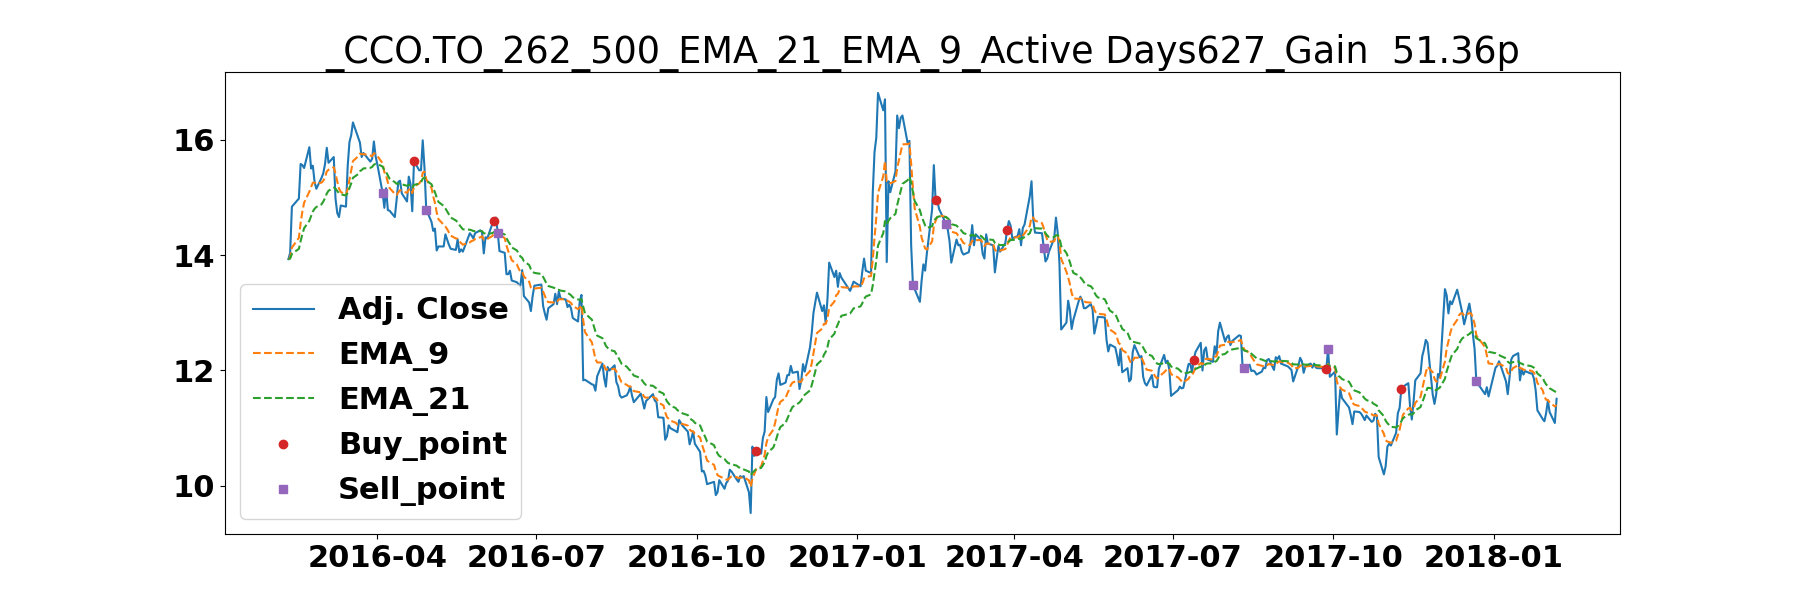 _CCO.TO_262_500_EMA_21_EMA_9_Active Days627_Gain  51.36p
16
14
12
10
Adj. Close
EMA_9
EMA_21
Buy_point
Sell_point
2016-04 2016-07 2016-10 2017-01 2017-04 2017-07 2017-10 2018-01